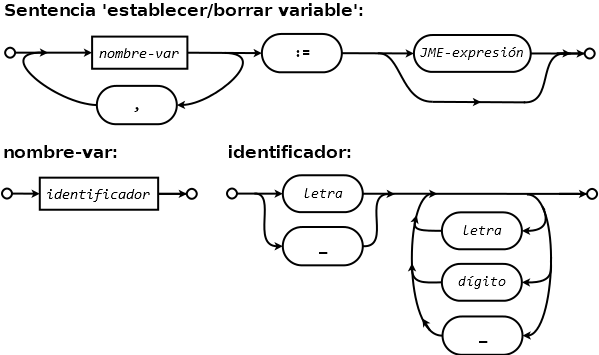 Sentencia 'establecer/borrar variable':
nombre-var := JME-expresión
,
nombre-var: identificador:
identificador letra
_ letra
dígito
_